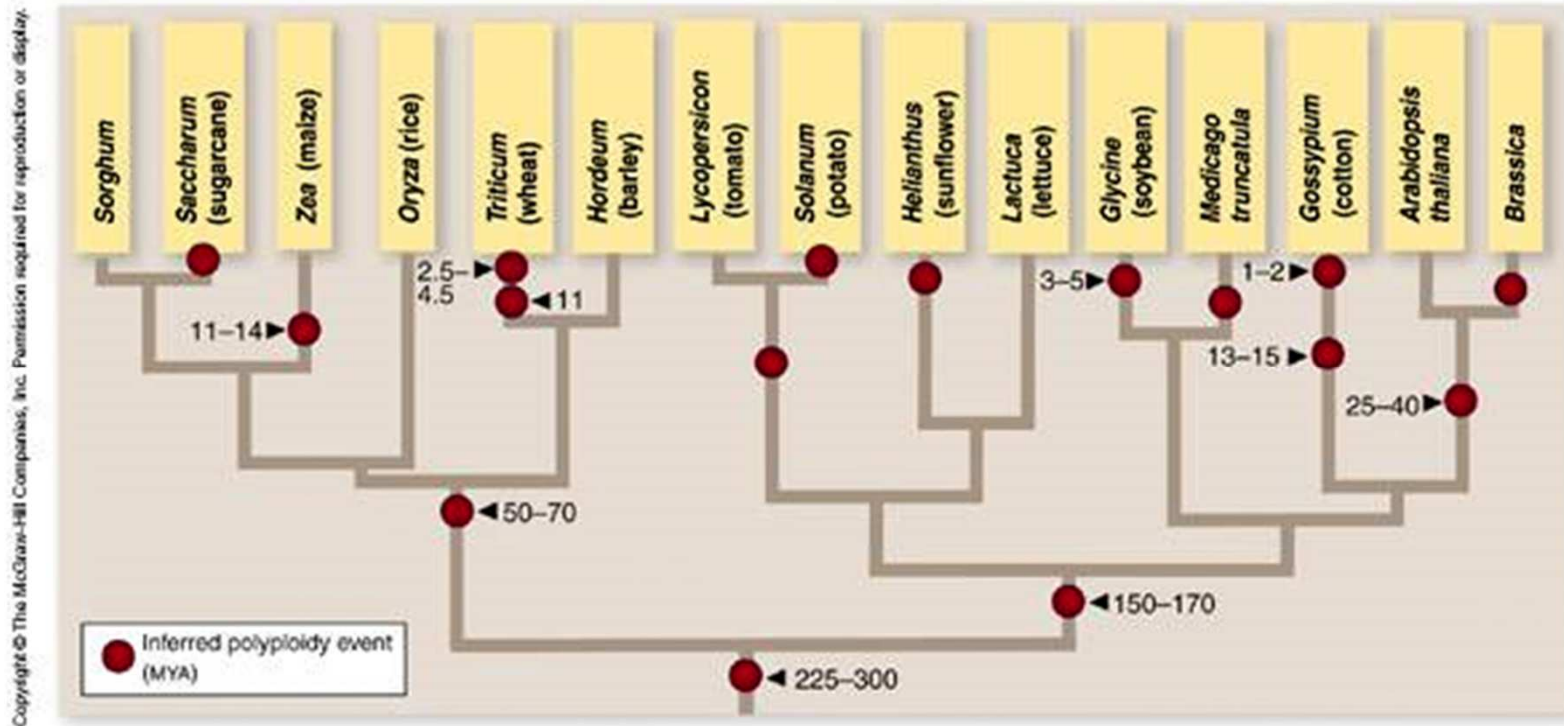 Copyright © The McGraw-Hill Companies, Inc. Permission required for reproduction or display.
Sorghum
Saccharum
(sugarcane)
Zea (maize)
Oryza (rice)
Triticum
(wheat)
Hordeum
(barley)
Lycopersicon
(tomato)
Solanum
(potato)
Helianthus
(sunflower)
Lactuca
(lettuce)
Glycine
(soybean)
Medicago
truncatula
Gossypium
(cotton)
Arabidopsis
thaliana
Brassica
2.5–
4.5
11
11–14
3–5
1–2
13–15
25–40
50–70
150–170
225–300
Inferred polyploidy event
(MYA)